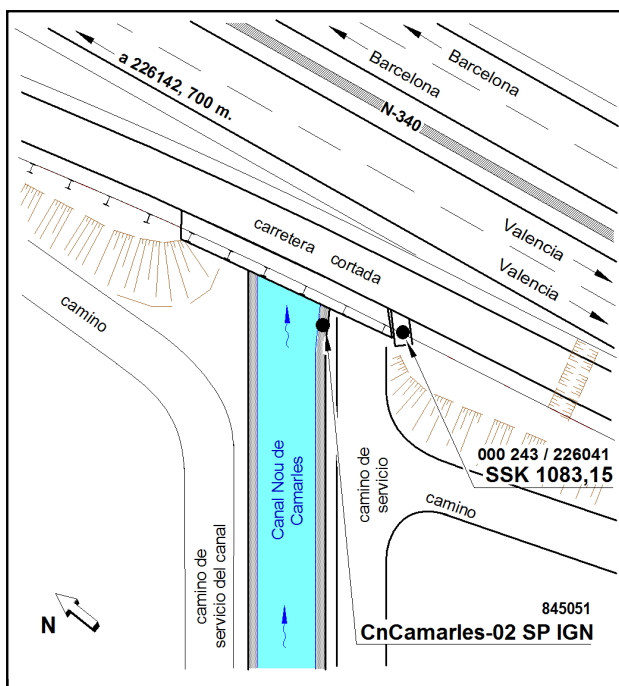 a 226142, 700 m.
Barcelona
Barcelona
N-340
Valencia
Valencia
carretera
cortada
camino
Canal Nou de
Camarles
camino de
servicio
camino de
servicio del canal
000 243 / 226041
SSK 1083,15
camino
845051
CnCamarles-02 SP IGN
N